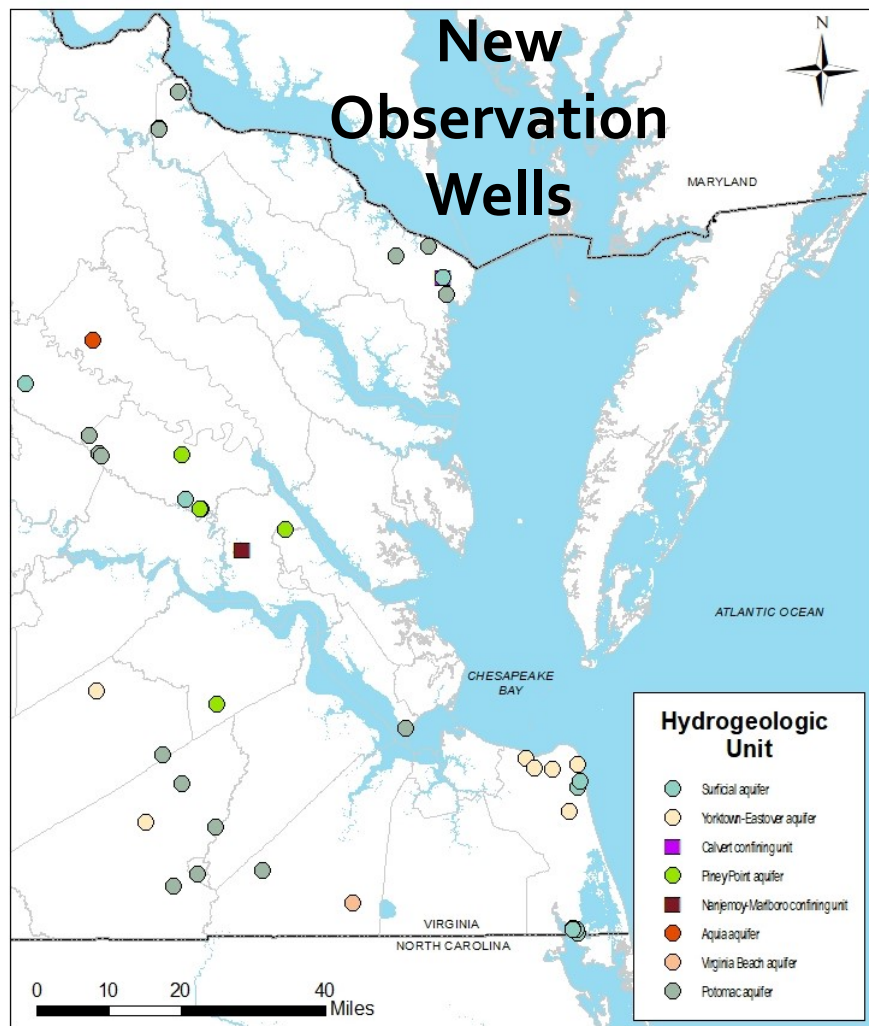 New
Observation
Wells
N
MARYLAND
ATLANTIC OCEAN
CHESAPEAKE
BAY
Hydrogeologic
Unit
Surficial aquifer
Yorktown-Eastover aquifer
Calvert confining unit
Piney Point aquifer
Nanjemoy-Marlboro confining unit
Aquia aquifer
Virginia Beach aquifer
Potomac aquifer
VIRGINIA
NORTH CAROLINA
0 10 20 40
Miles